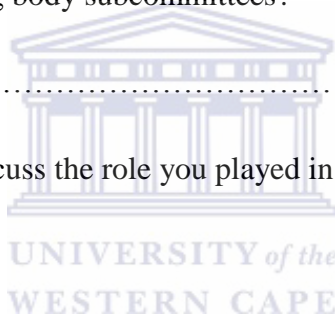 body subcommittees?
................................
cuss the role you played in
UNIVERSITY of the
WESTERN CAPE